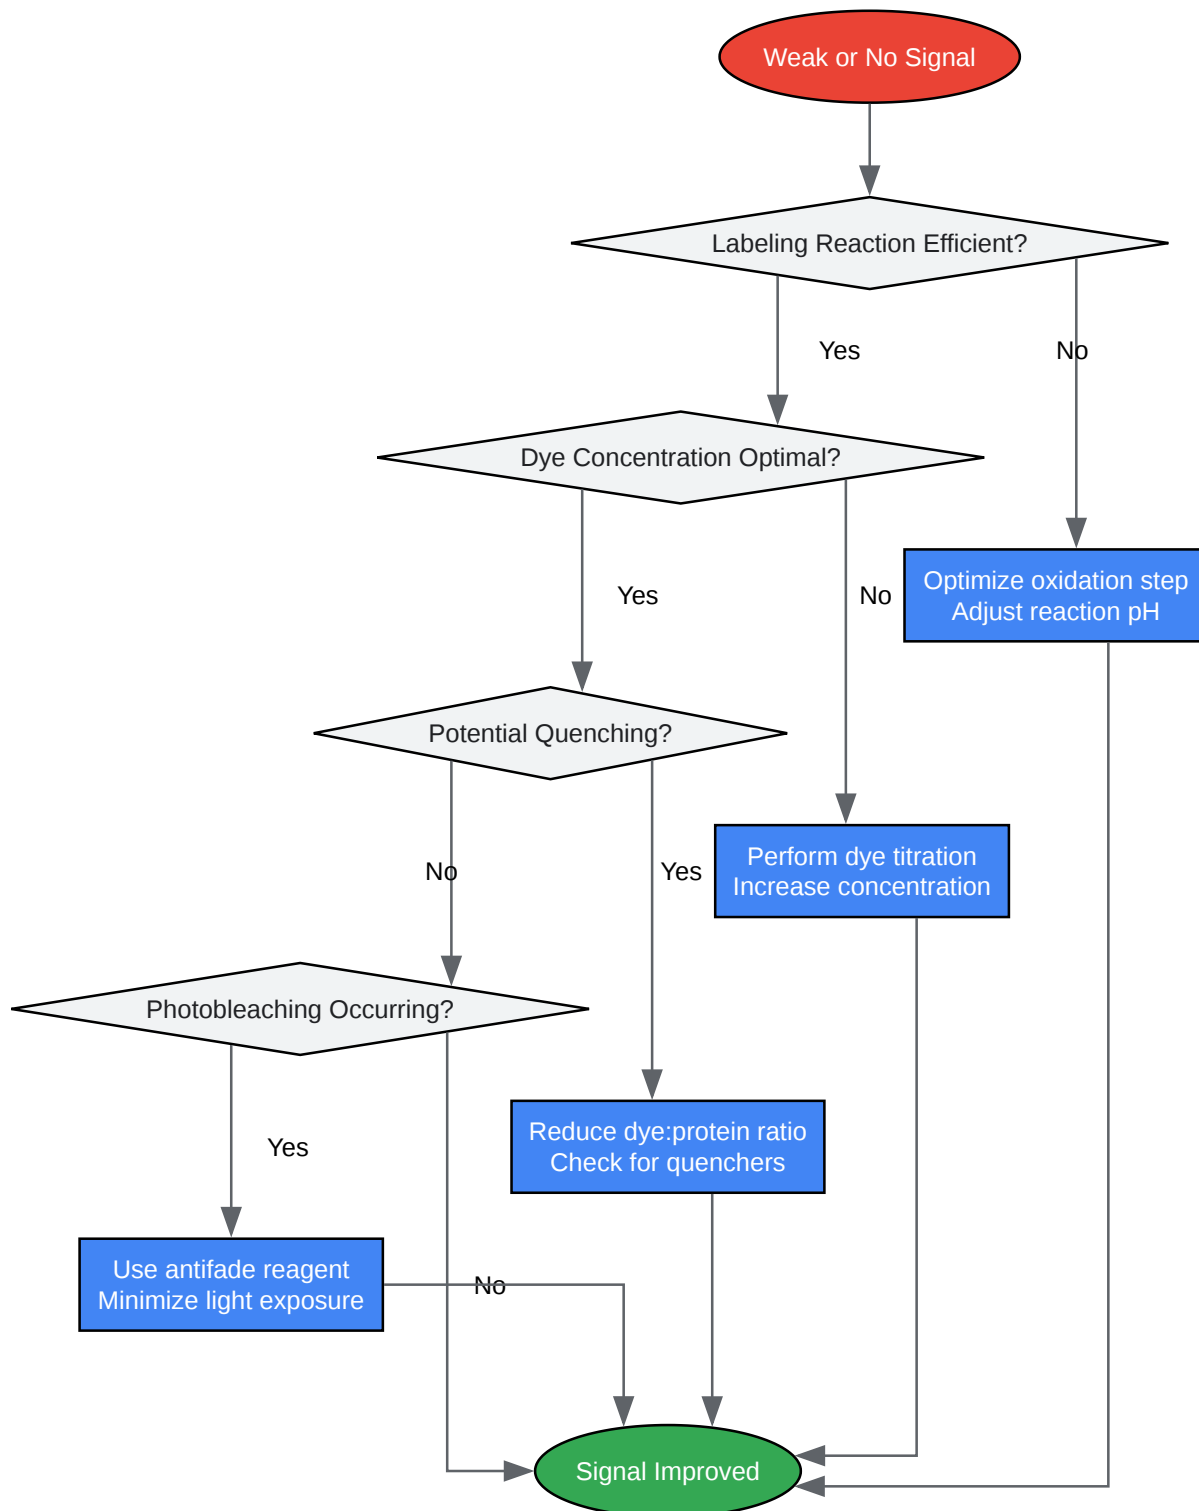 Weak or No Signal
Labeling Reaction Efficient?
Yes
No
Dye Concentration Optimal?
Optimize oxidation step
Adjust reaction pH
Yes
No
Potential Quenching?
Perform dye titration
Increase concentration
No
Yes
Photobleaching Occurring?
Reduce dye:protein ratio
Check for quenchers
Yes
Use antifade reagent
Minimize light exposure
No
Signal Improved